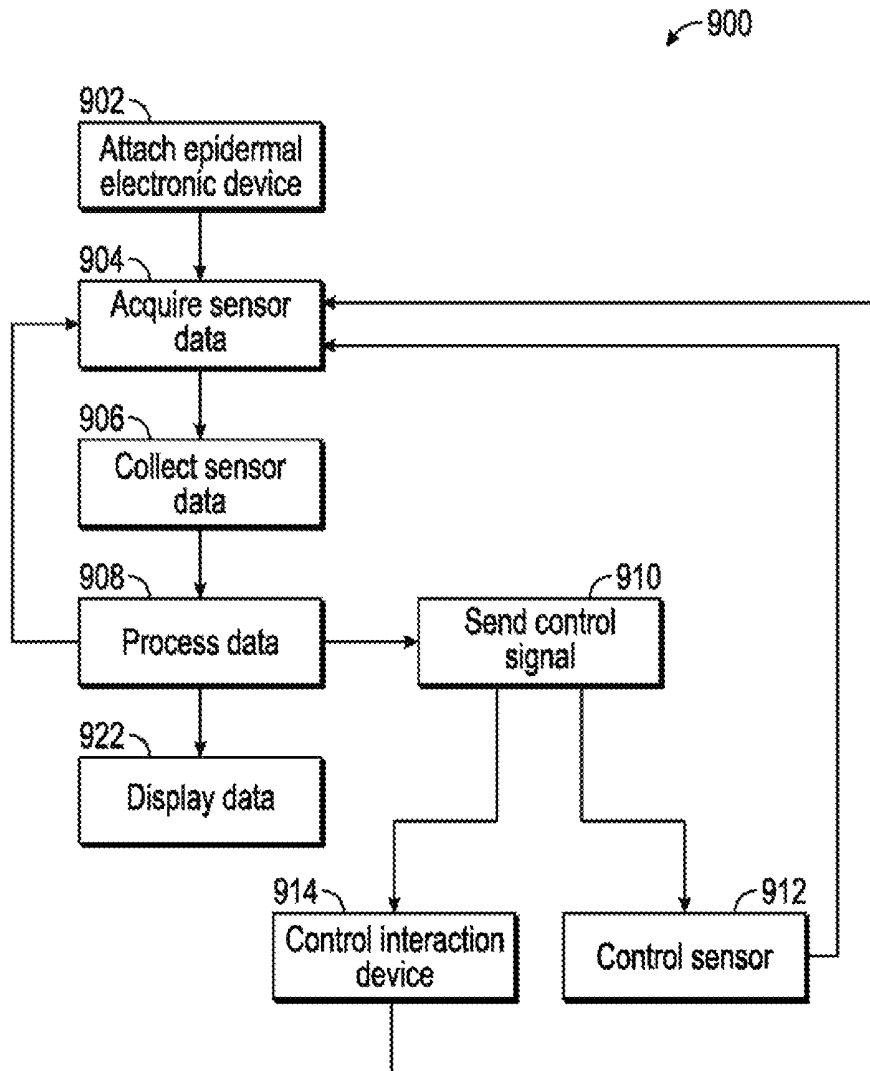 900
902
Attach epidermal
electronic device
904
Acquire sensor
data
906
Collect sensor
data
908
Process data
910
Send control
signal
922
Display data
914
Control interaction
device
912
Control sensor